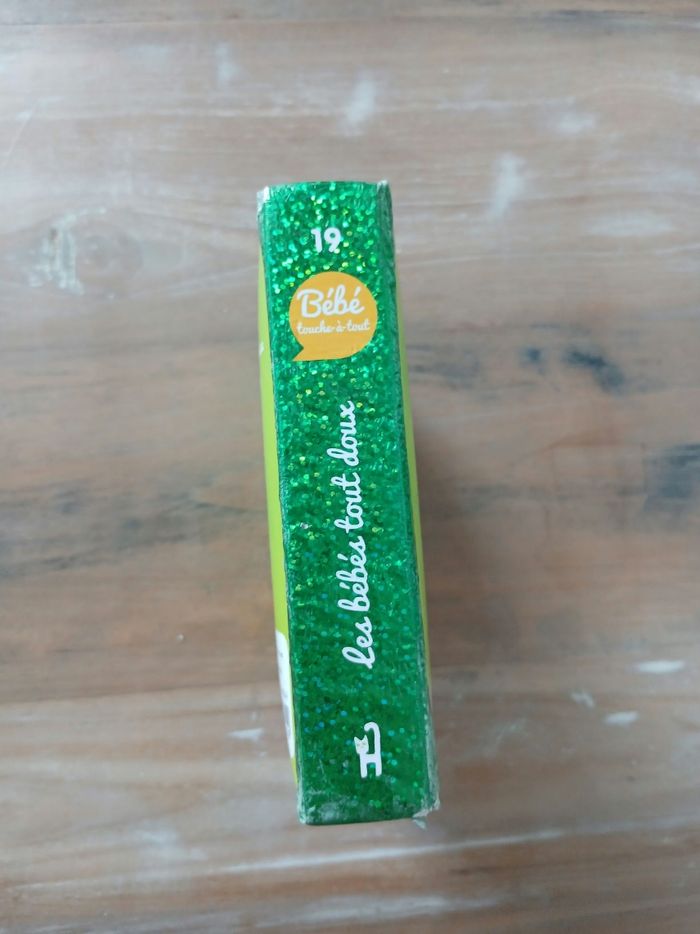 19
Bébé
touche-à-tout
les bébés tout doux